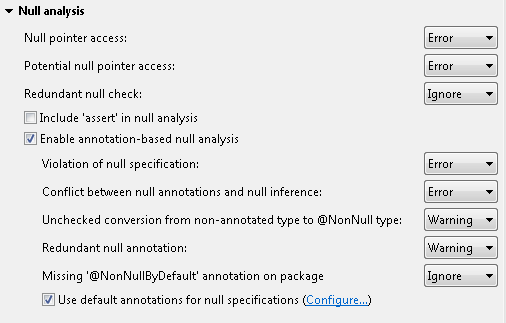 Null analysis
Null pointer access: Error
Potential null pointer access: Error
Redundant null check: Ignore
Include 'assert' in null analysis
Enable annotation-based null analysis
Violation of null specification: Error
Conflict between null annotations and null inference: Error
Unchecked conversion from non-annotated type to @NonNull type: Warning
Redundant null annotation: Warning
Missing '@NonNullByDefault' annotation on package Ignore
Use default annotations for null specifications (Configure...)